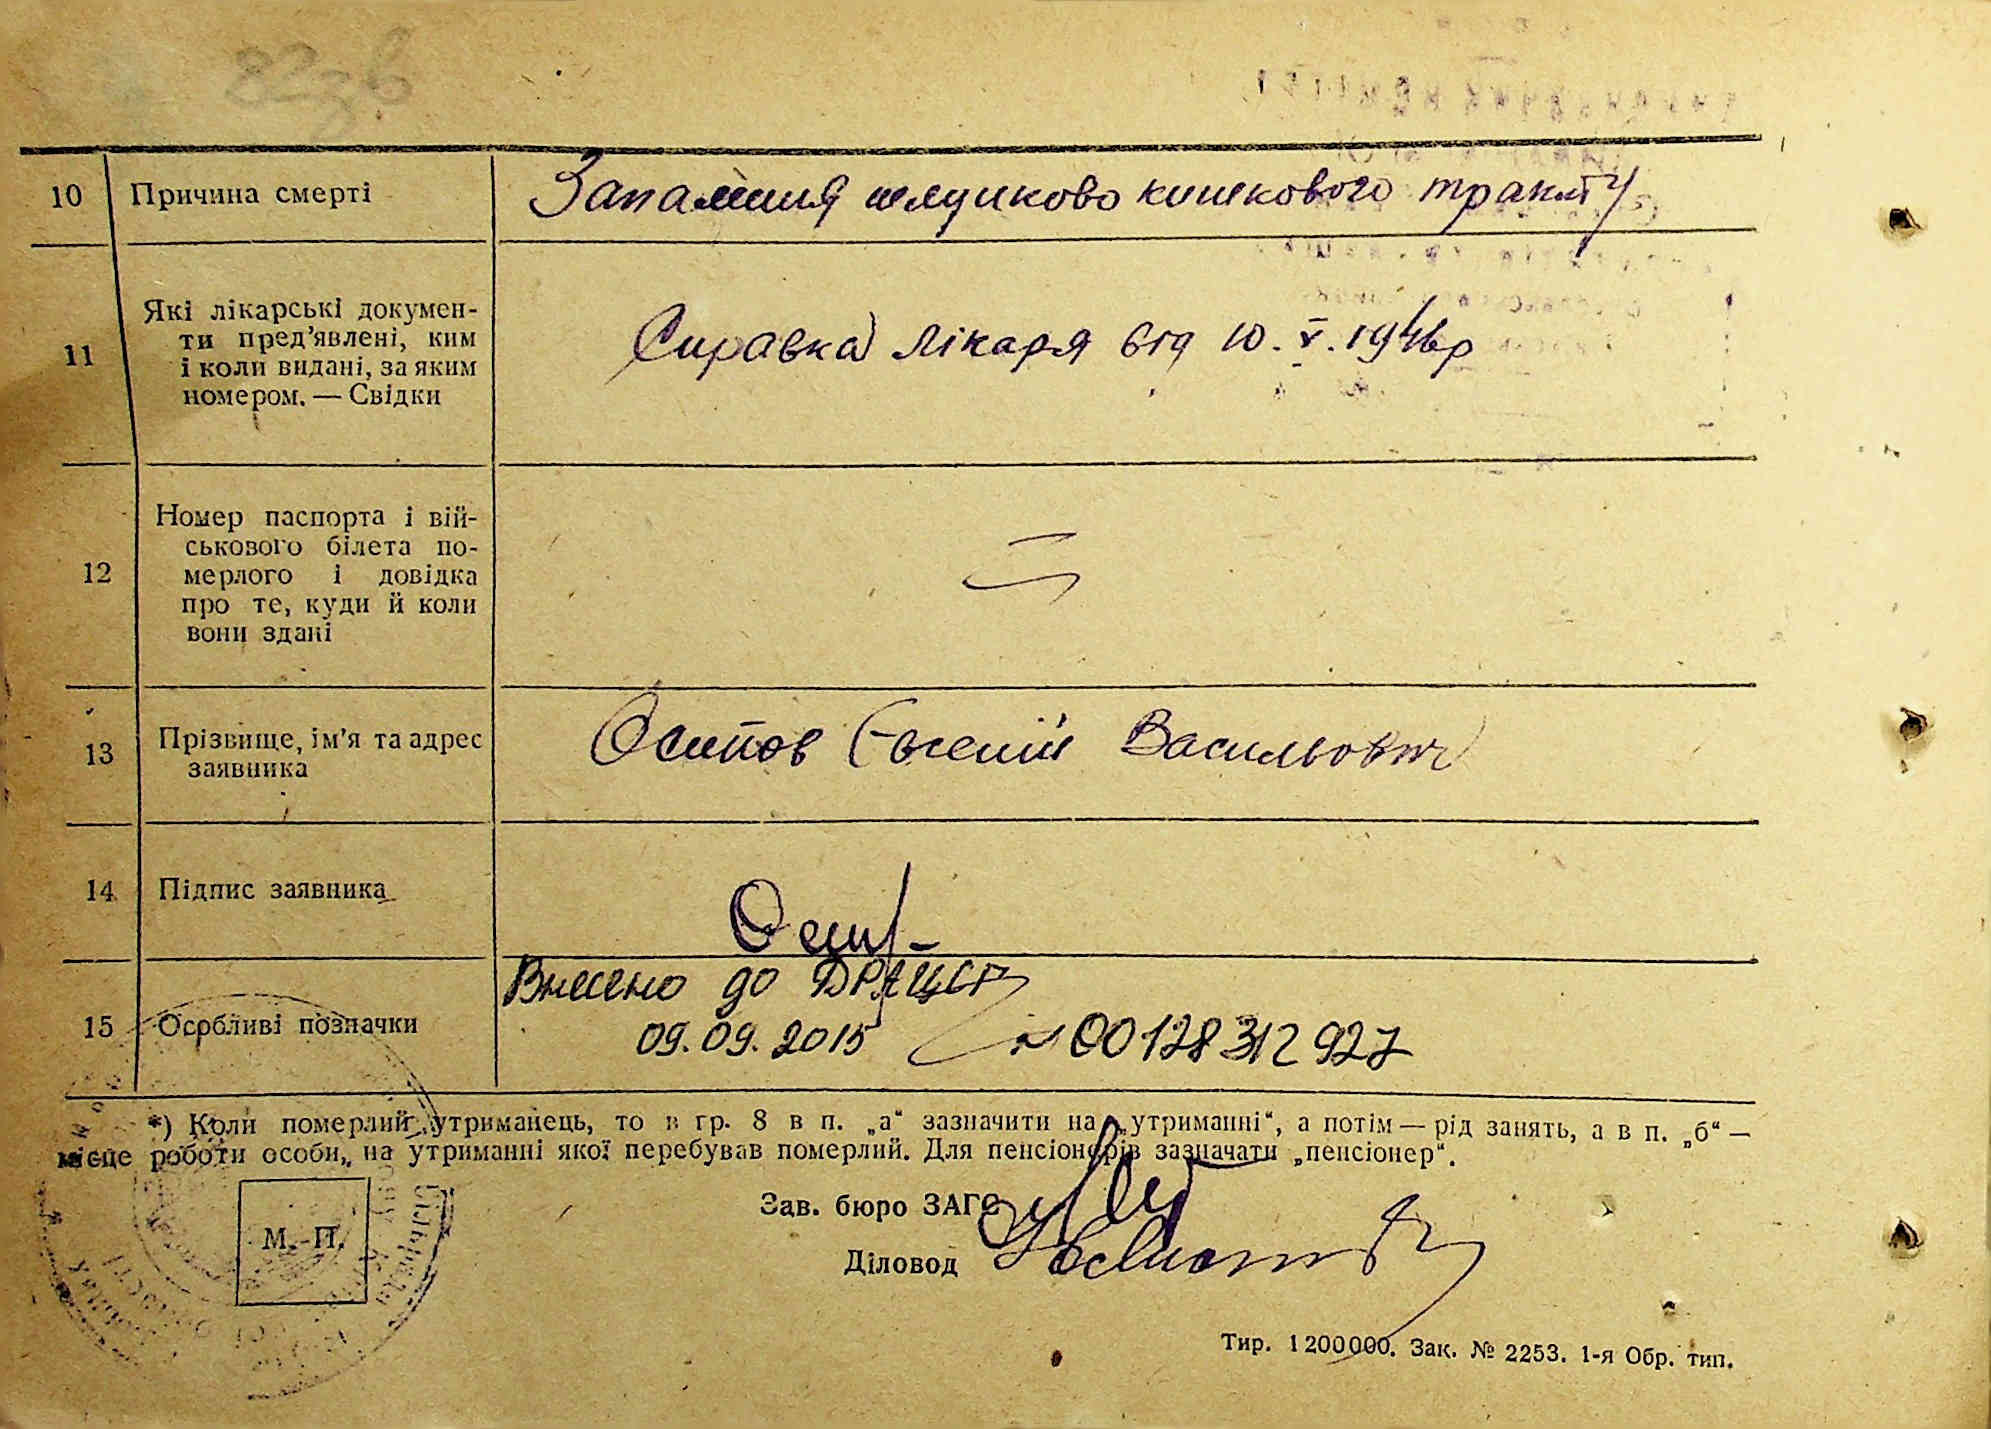 10 Причина смерті Запалення шлунково кишкового тракту
11 Які лікарські докумен-
ти пред'явлені, ким
і коли видані, за яким
номером. — Свідки
Справка лікаря від 10. V. 1946р
12 Номер паспорта і вій-
ськового білета по-
мерлого і довідка
про те, куди й коли
вони здані
13 Прізвище, ім'я та адрес
заявника
Осипов Євгеній Васильович
14 Підпис заявника
Осип
15 Особливі позначки
Внесено до ДРАЦСГ
09.09.2015 № 00128312927
*) Коли померлий утриманець, то в гр. 8 в п. „а“ зазначити на „утриманні“, а потім — рід занять, а в п. „б“ —
місце роботи особи, на утриманні якої перебував померлий. Для пенсіонерів зазначати „пенсіонер“.
Зав. бюро ЗАГС
М. П.
Діловод
Тир. 1200000. Зак. № 2253. 1-я Обр. тип.